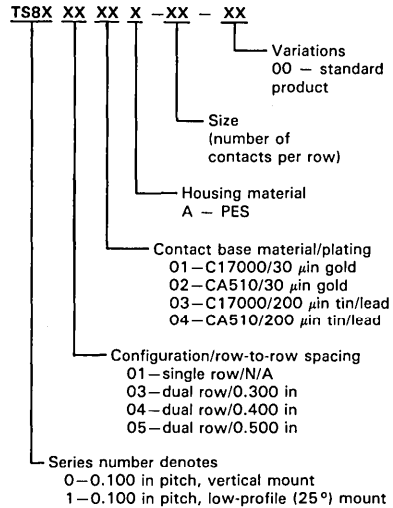 TS8X XX XX X –XX – XX
Variations
00 – standard
product
Size
(number of
contacts per row)
Housing material
A – PES
Contact base material/plating
01–C17000/30 µin gold
02–CA510/30 µin gold
03–C17000/200 µin tin/lead
04–CA510/200 µin tin/lead
Configuration/row-to-row spacing
01–single row/N/A
03–dual row/0.300 in
04–dual row/0.400 in
05–dual row/0.500 in
Series number denotes
0–0.100 in pitch, vertical mount
1–0.100 in pitch, low-profile (25°) mount